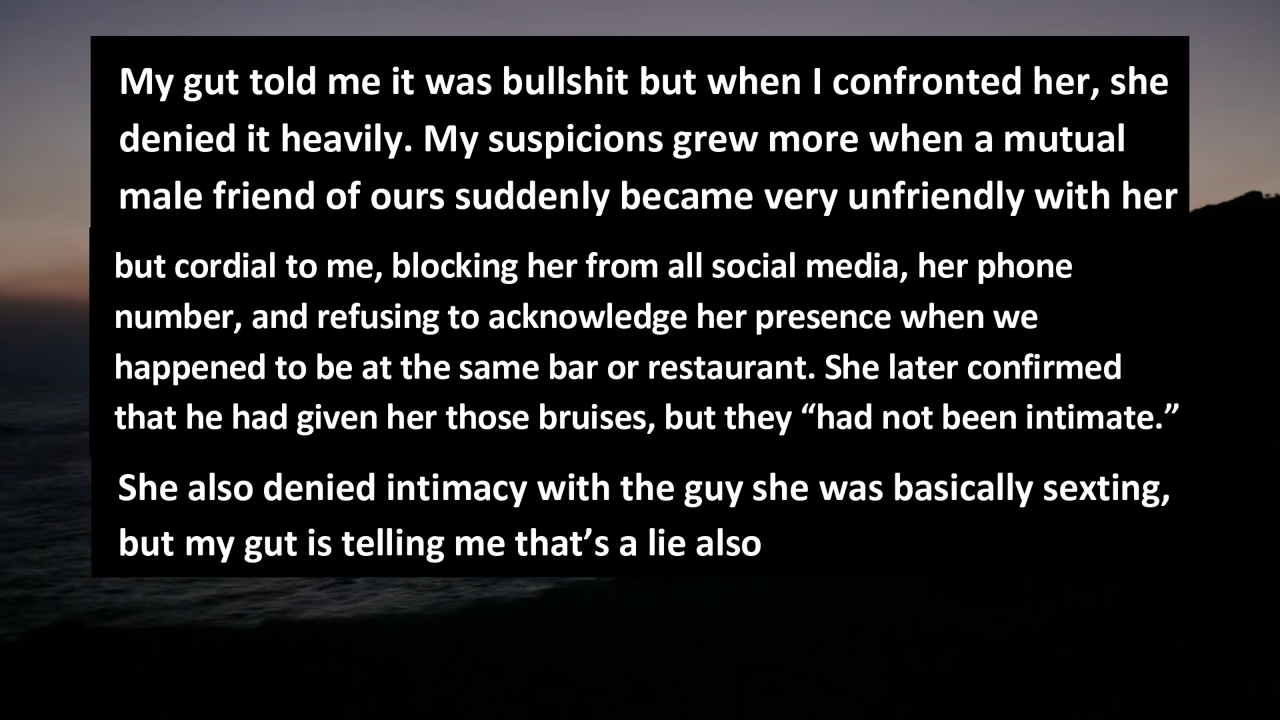 My gut told me it was bullshit but when I confronted her, she
denied it heavily. My suspicions grew more when a mutual
male friend of ours suddenly became very unfriendly with her
but cordial to me, blocking her from all social media, her phone
number, and refusing to acknowledge her presence when we
happened to be at the same bar or restaurant. She later confirmed
that he had given her those bruises, but they “had not been intimate.”
She also denied intimacy with the guy she was basically sexting,
but my gut is telling me that’s a lie also